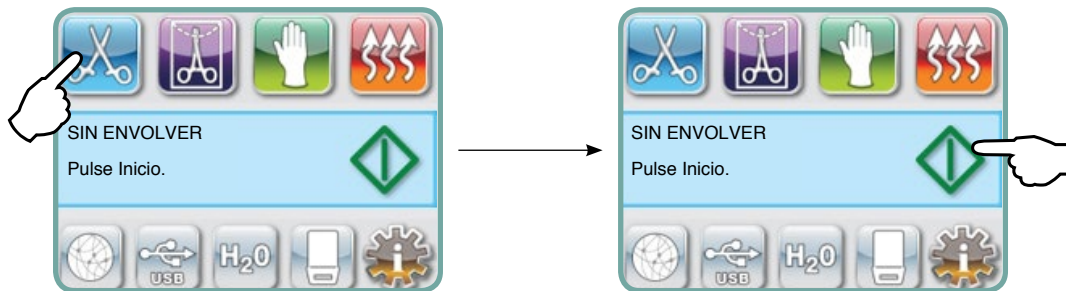 SIN ENVOLVER
Pulse Inicio.
USB
H2O
SIN ENVOLVER
Pulse Inicio.
USB
H2O